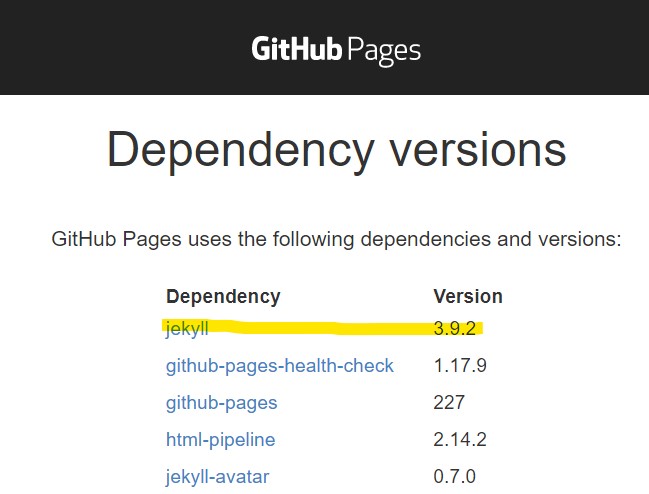 GitHub Pages
Dependency versions
GitHub Pages uses the following dependencies and versions:
Dependency Version
jekyll 3.9.2
github-pages-health-check 1.17.9
github-pages 227
html-pipeline 2.14.2
jekyll-avatar 0.7.0